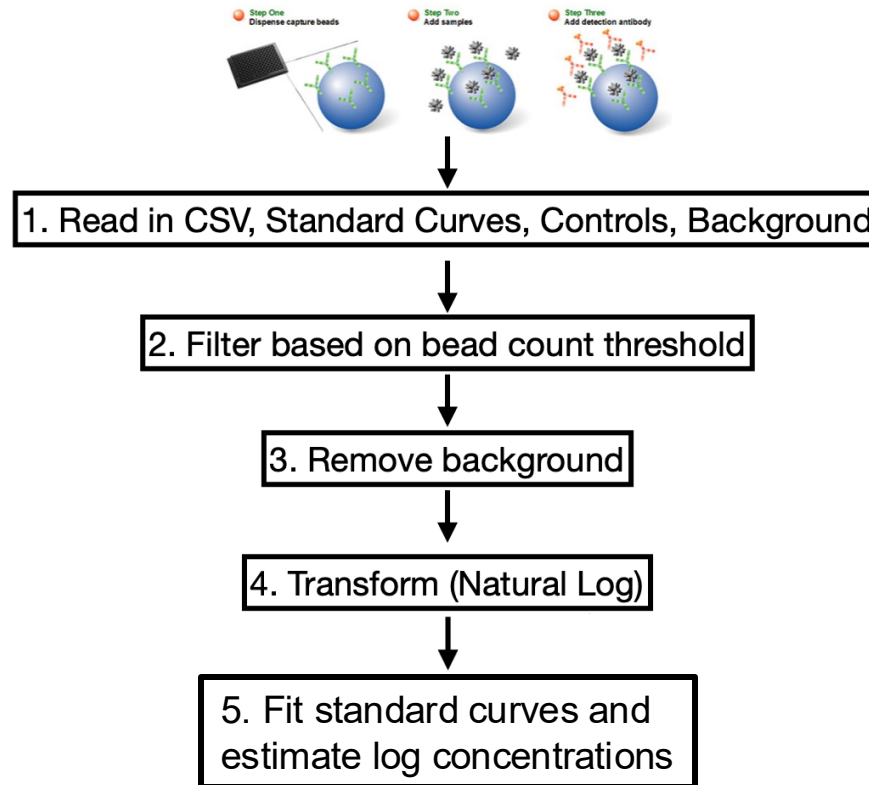 Step One
Dispense capture beads
Step Two
Add samples
Step Three
Add detection antibody
1. Read in CSV, Standard Curves, Controls, Background
2. Filter based on bead count threshold
3. Remove background
4. Transform (Natural Log)
5. Fit standard curves and
estimate log concentrations